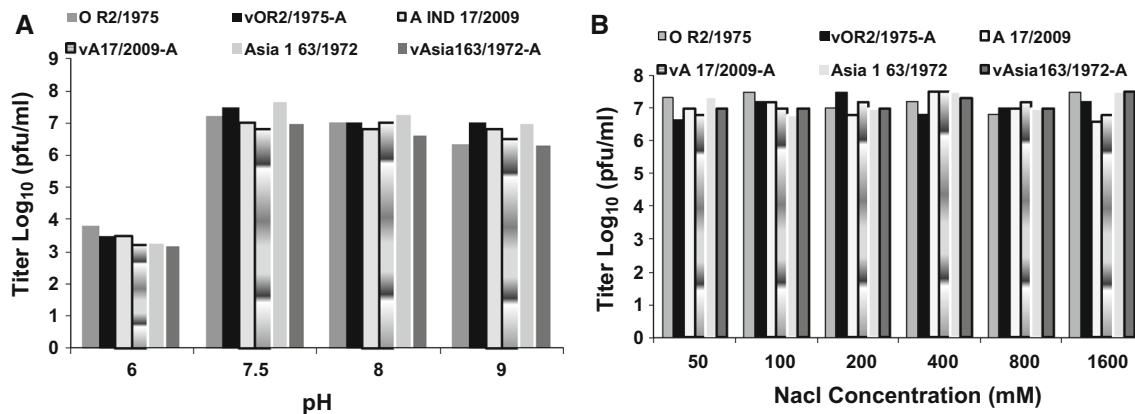 A
O R2/1975 vOR2/1975-A A IND 17/2009
vA17/2009-A Asia 1 63/1972 vAsia163/1972-A
Titer Log10 (pfu/ml)
9
8
7
6
5
4
3
2
1
0
6 7.5 8 9
pH
B
O R2/1975 vOR2/1975-A A 17/2009
vA 17/2009-A Asia 1 63/1972 vAsia163/1972-A
Titer Log10 (pfu/ml)
8
7
6
5
4
3
2
1
0
50 100 200 400 800 1600
Nacl Concentration (mM)